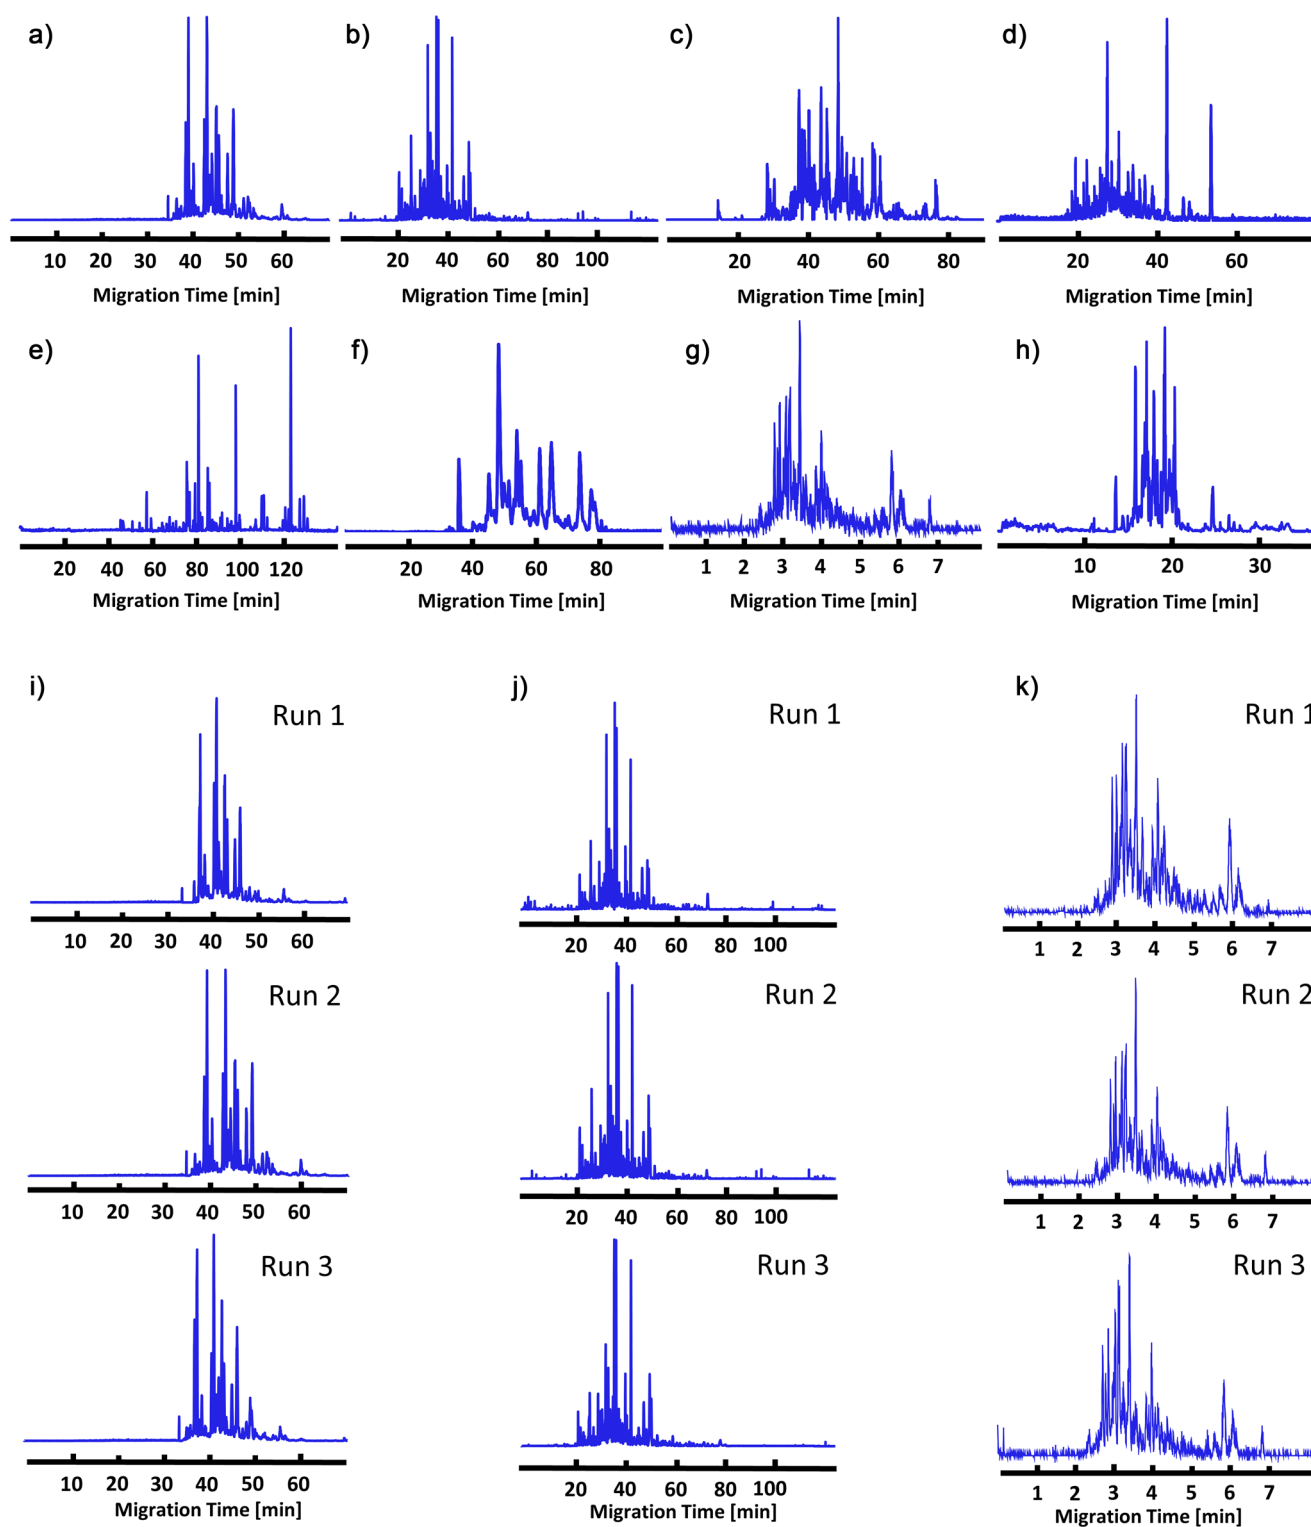 a) b) c) d)
10 20 30 40 50 60 20 40 60 80 100 20 40 60 80 20 40 60
Migration Time [min] Migration Time [min] Migration Time [min] Migration Time [min]
e) f) g) h)
20 40 60 80 100 120 20 40 60 80 1 2 3 4 5 6 7 10 20 30
Migration Time [min] Migration Time [min] Migration Time [min] Migration Time [min]
i) j) k)
Run 1 Run 1 Run 1
10 20 30 40 50 60 20 40 60 80 100 1 2 3 4 5 6 7
Run 2 Run 2 Run 2
10 20 30 40 50 60 20 40 60 80 100 1 2 3 4 5 6 7
Run 3 Run 3 Run 3
10 20 30 40 50 60 20 40 60 80 100 1 2 3 4 5 6 7
Migration Time [min] Migration Time [min] Migration Time [min]